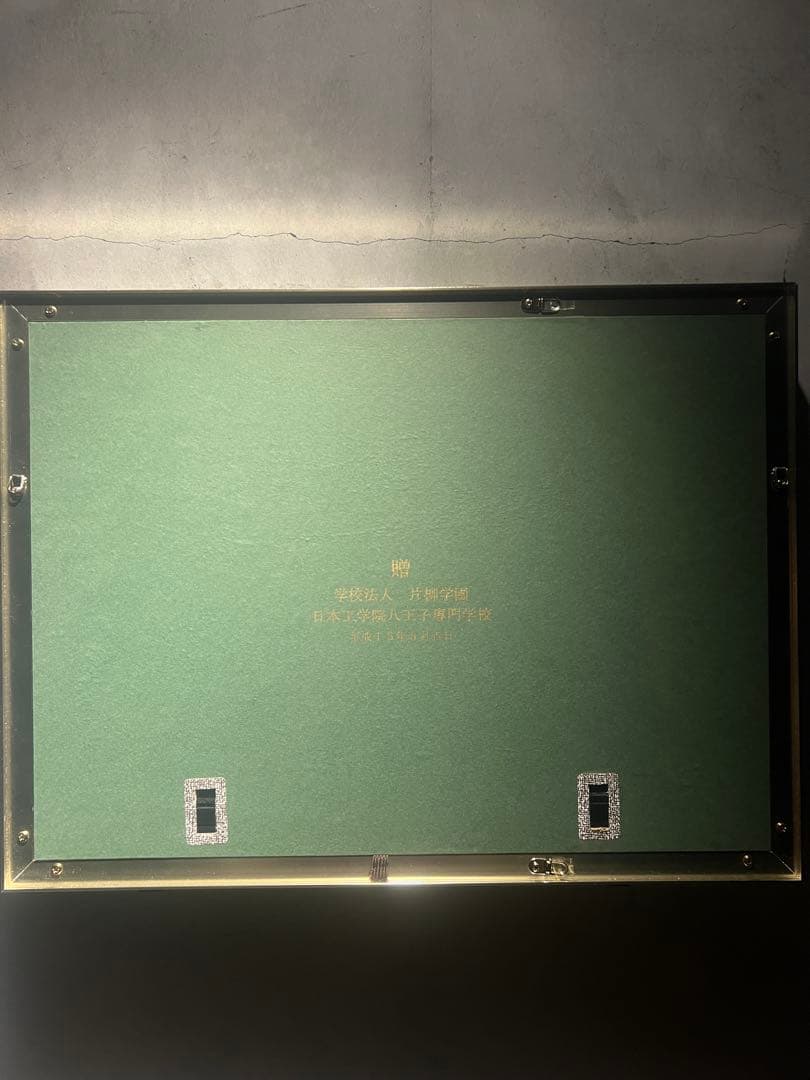 贈
学校法人 片柳学園
日本工学院八王子専門学校